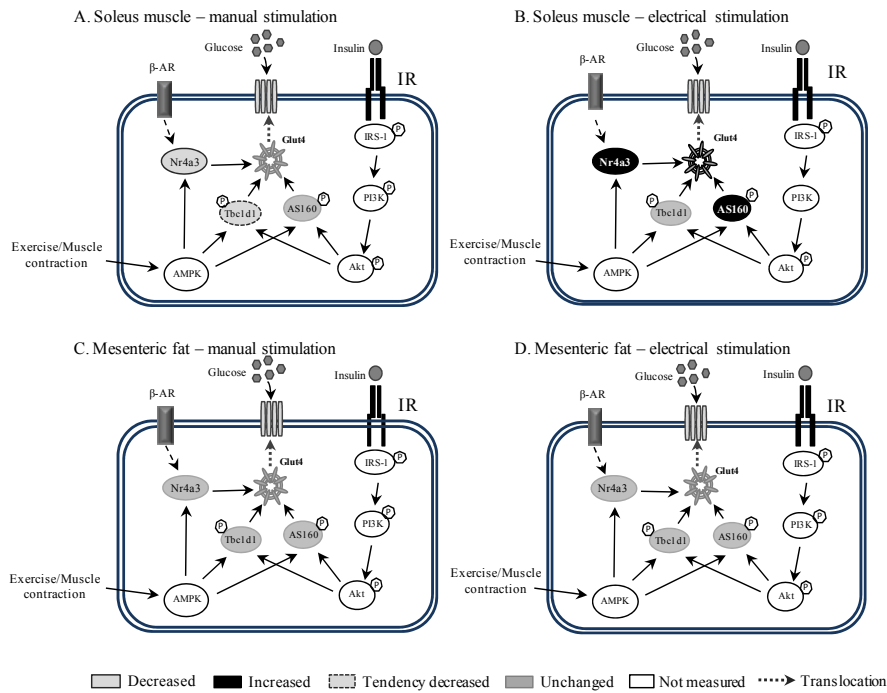 A. Soleus muscle – manual stimulation
Glucose
Insulin
β-AR
IR
IRS-1
P
Glut4
Nr4a3
P
Tbc1d1
P
AS160
PI3K
P
Exercise/Muscle
contraction
AMPK
Akt
P
B. Soleus muscle – electrical stimulation
Glucose
Insulin
β-AR
IR
IRS-1
P
Glut4
Nr4a3
P
Tbc1d1
P
AS160
PI3K
Exercise/Muscle
contraction
AMPK
Akt
P
C. Mesenteric fat – manual stimulation
Glucose
Insulin
β-AR
IR
IRS-1
P
Glut4
Nr4a3
P
Tbc1d1
P
AS160
PI3K
P
Exercise/Muscle
contraction
AMPK
Akt
P
D. Mesenteric fat – electrical stimulation
Glucose
Insulin
β-AR
IR
IRS-1
P
Glut4
Nr4a3
P
Tbc1d1
P
AS160
PI3K
P
Exercise/Muscle
contraction
AMPK
Akt
P
Decreased Increased Tendency decreased Unchanged Not measured Translocation